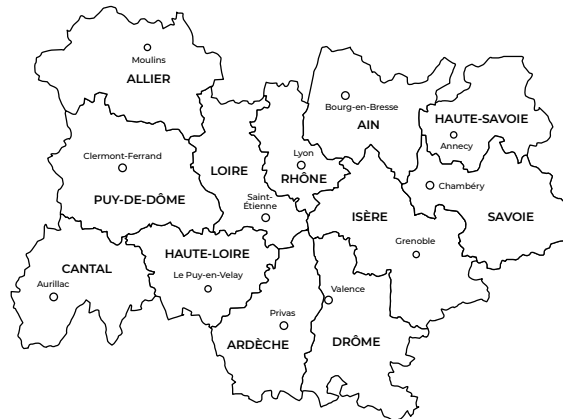 Moulins
ALLIER
Bourg-en-Bresse
AIN
HAUTE-SAVOIE
Annecy
Clermont-Ferrand
PUY-DE-DÔME
LOIRE
Saint-
Étienne
Lyon
RHÔNE
Chambéry
SAVOIE
ISÈRE
Grenoble
CANTAL
Aurillac
HAUTE-LOIRE
Le Puy-en-Velay
Privas
ARDÈCHE
Valence
DRÔME